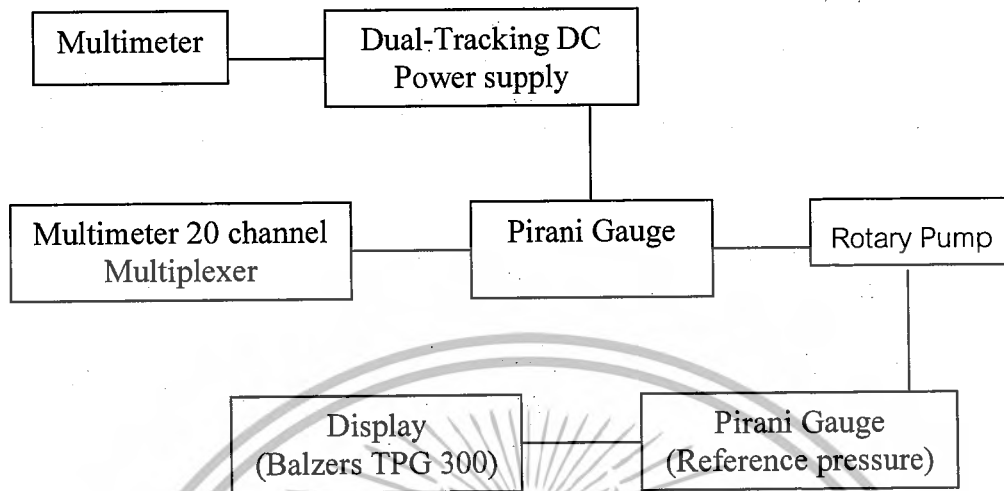 Multimeter
Dual-Tracking DC
Power supply
Multimeter 20 channel
Multiplexer
Pirani Gauge
Rotary Pump
Display
(Balzers TPG 300)
Pirani Gauge
(Reference pressure)